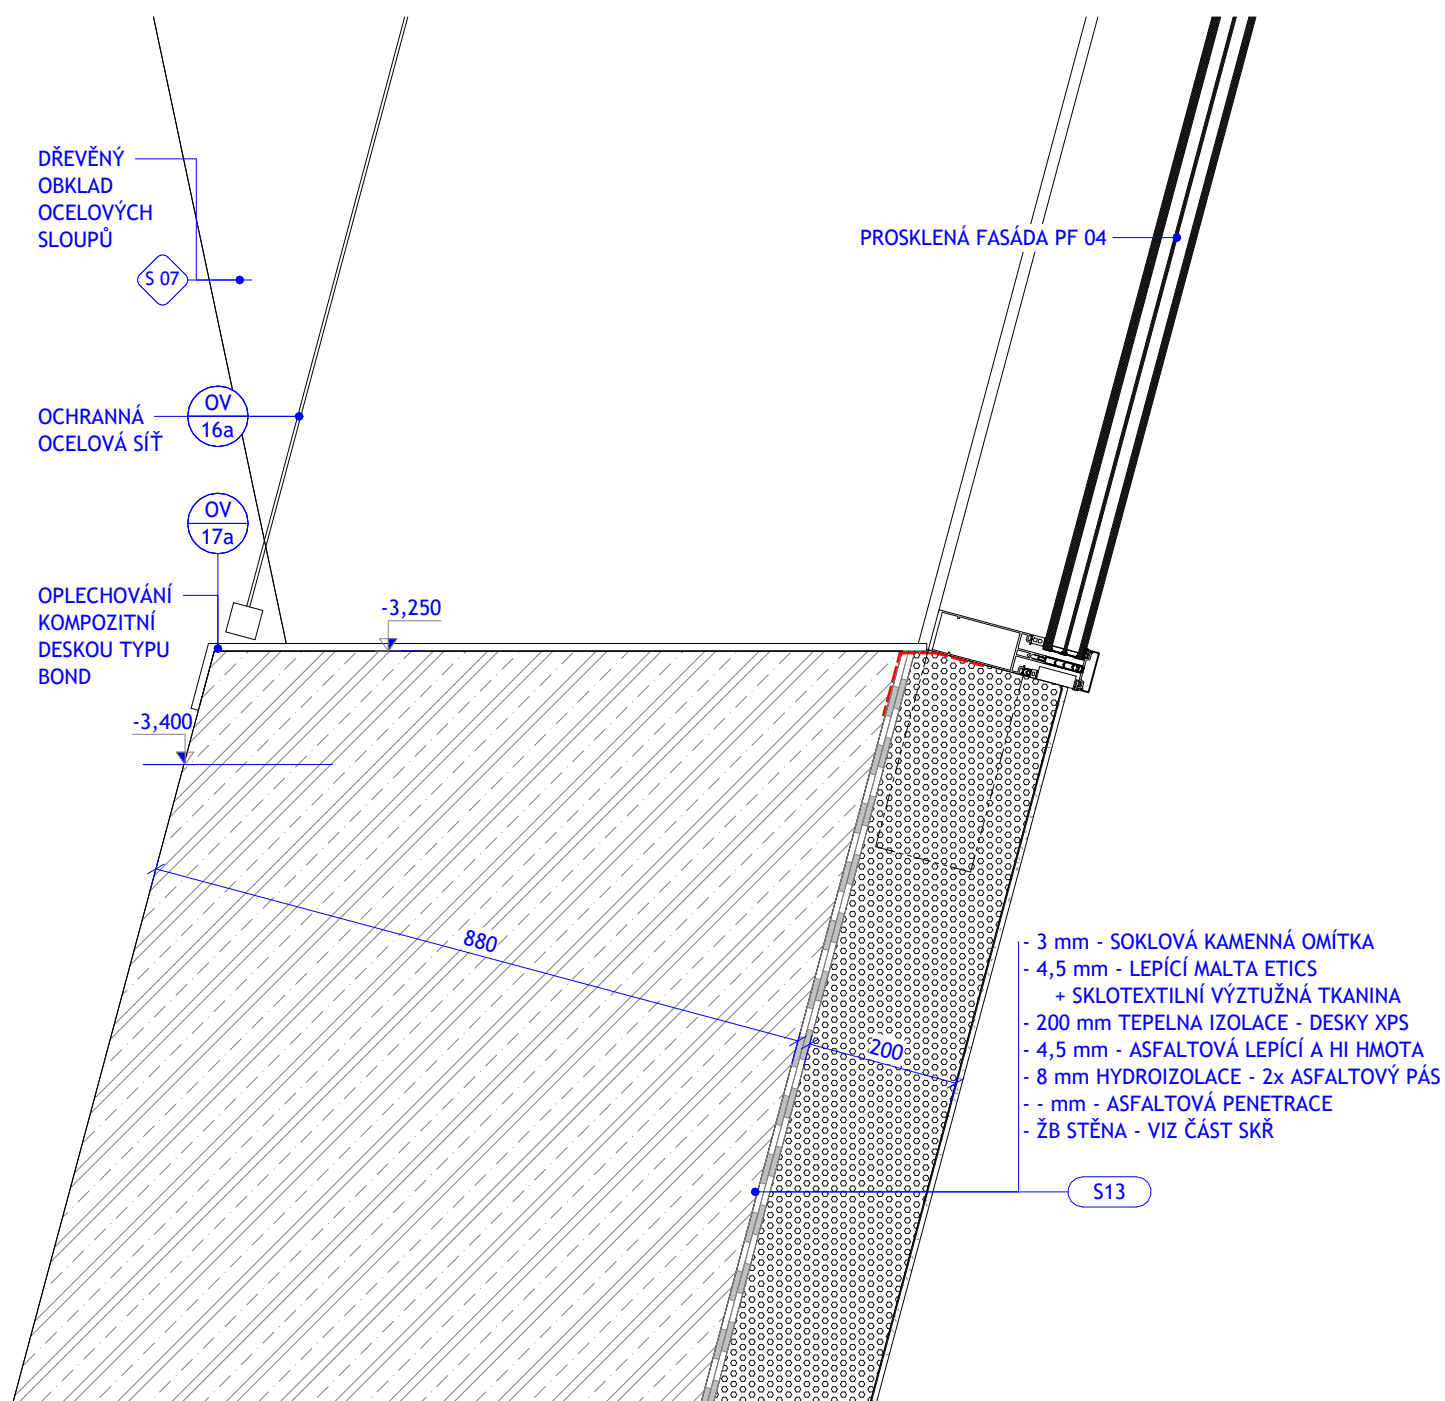 DŘEVĚNÝ
OBKLAD
OCELOVÝCH
SLOUPŮ
S 07
PROSKLENÁ FASÁDA PF 04
OV
16a
OCHRANNÁ
OCELOVÁ SÍŤ
OV
17a
OPLECHOVÁNÍ
KOMPOZITNÍ
DESKOU TYPU
BOND
-3,250
-3,400
880
200
- 3 mm - SOKLOVÁ KAMENNÁ OMÍTKA
- 4,5 mm - LEPÍCÍ MALTA ETICS
+ SKLOTEXTILNÍ VÝZTUŽNÁ TKANINA
- 200 mm TEPELNA IZOLACE - DESKY XPS
- 4,5 mm - ASFALTOVÁ LEPÍCÍ A HI HMOTA
- 8 mm HYDROIZOLACE - 2x ASFALTOVÝ PÁS
- - mm - ASFALTOVÁ PENETRACE
- ŽB STĚNA - VIZ ČÁST SKŘ
S13